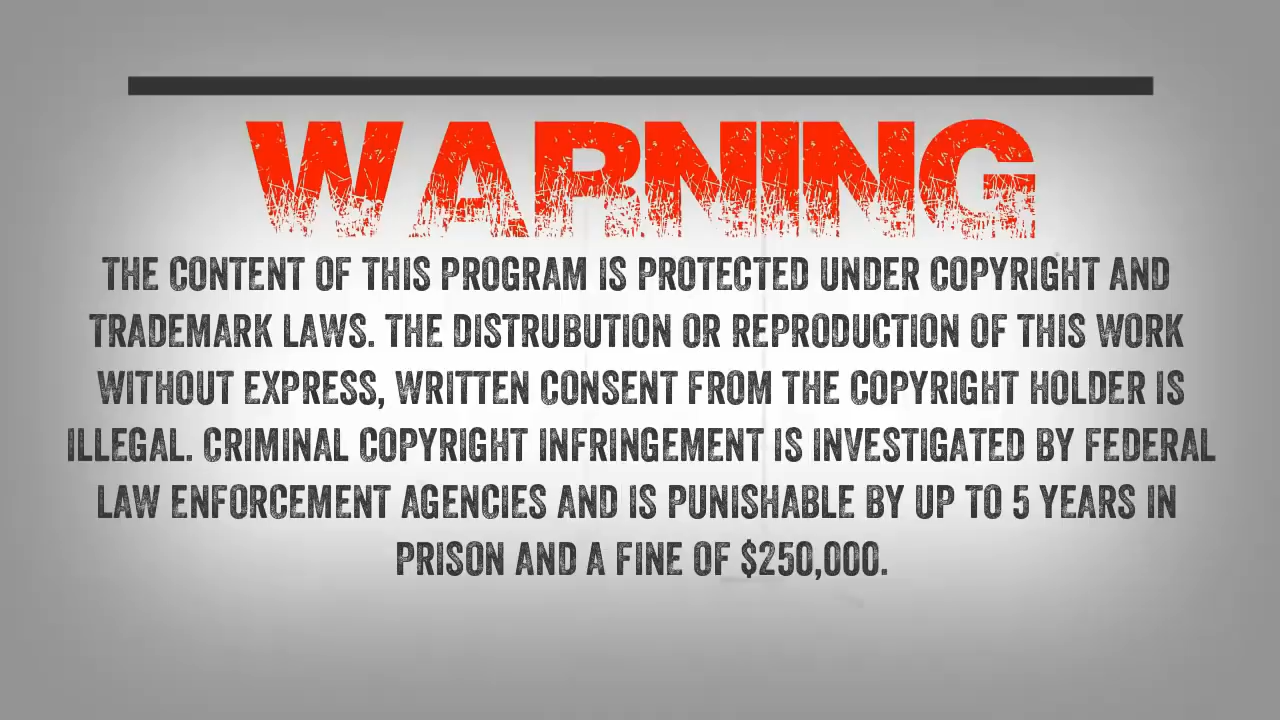 WARNING
THE CONTENT OF THIS PROGRAM IS PROTECTED UNDER COPYRIGHT AND
TRADEMARK LAWS. THE DISTRUBUTION OR REPRODUCTION OF THIS WORK
WITHOUT EXPRESS, WRITTEN CONSENT FROM THE COPYRIGHT HOLDER IS
ILLEGAL. CRIMINAL COPYRIGHT INFRINGEMENT IS INVESTIGATED BY FEDERAL
LAW ENFORCEMENT AGENCIES AND IS PUNISHABLE BY UP TO 5 YEARS IN
PRISON AND A FINE OF $250,000.